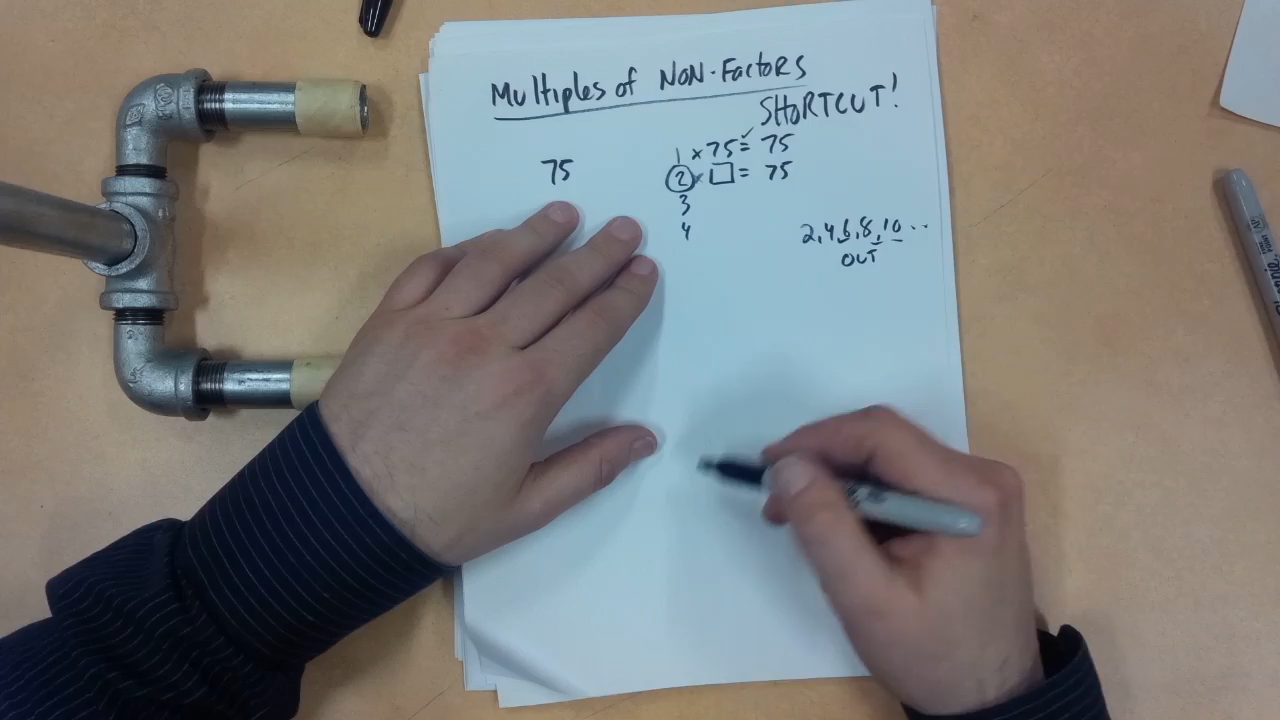 Multiples of NoN-Factors
SHORTCUT!
75
1 x 75 = 75
2 x □ = 75
3
4
2,4,6,8,10...
OUT